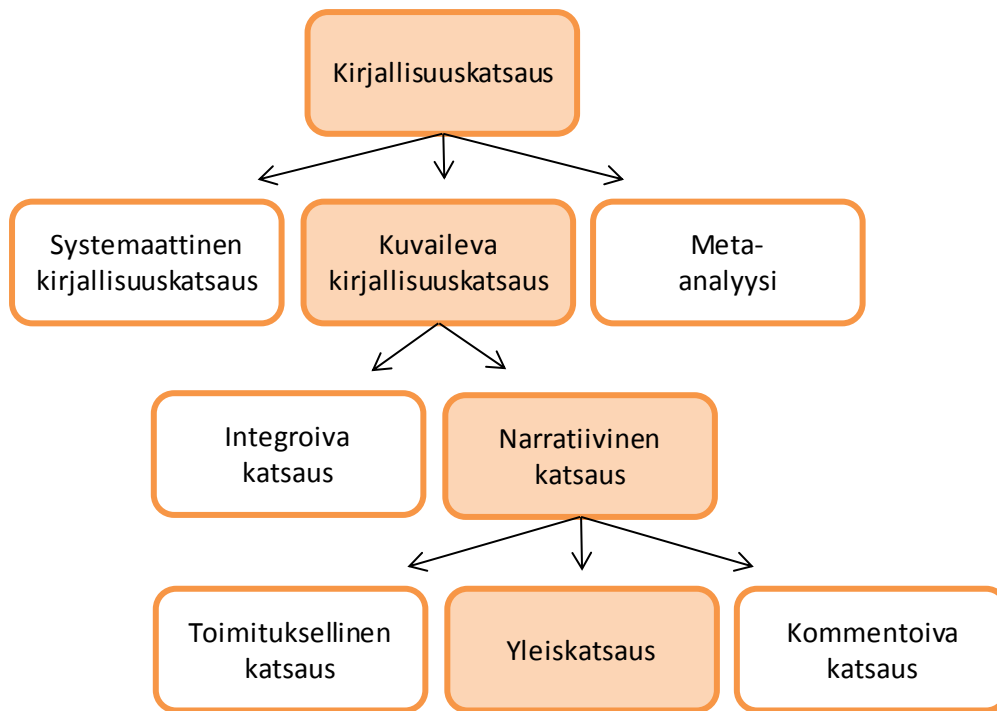 Kirjallisuuskatsaus
Systemaattinen
kirjallisuuskatsaus
Kuvaileva
kirjallisuuskatsaus
Meta-
analyysi
Integroiva
katsaus
Narratiivinen
katsaus
Toimituksellinen
katsaus
Yleiskatsaus
Kommentoiva
katsaus